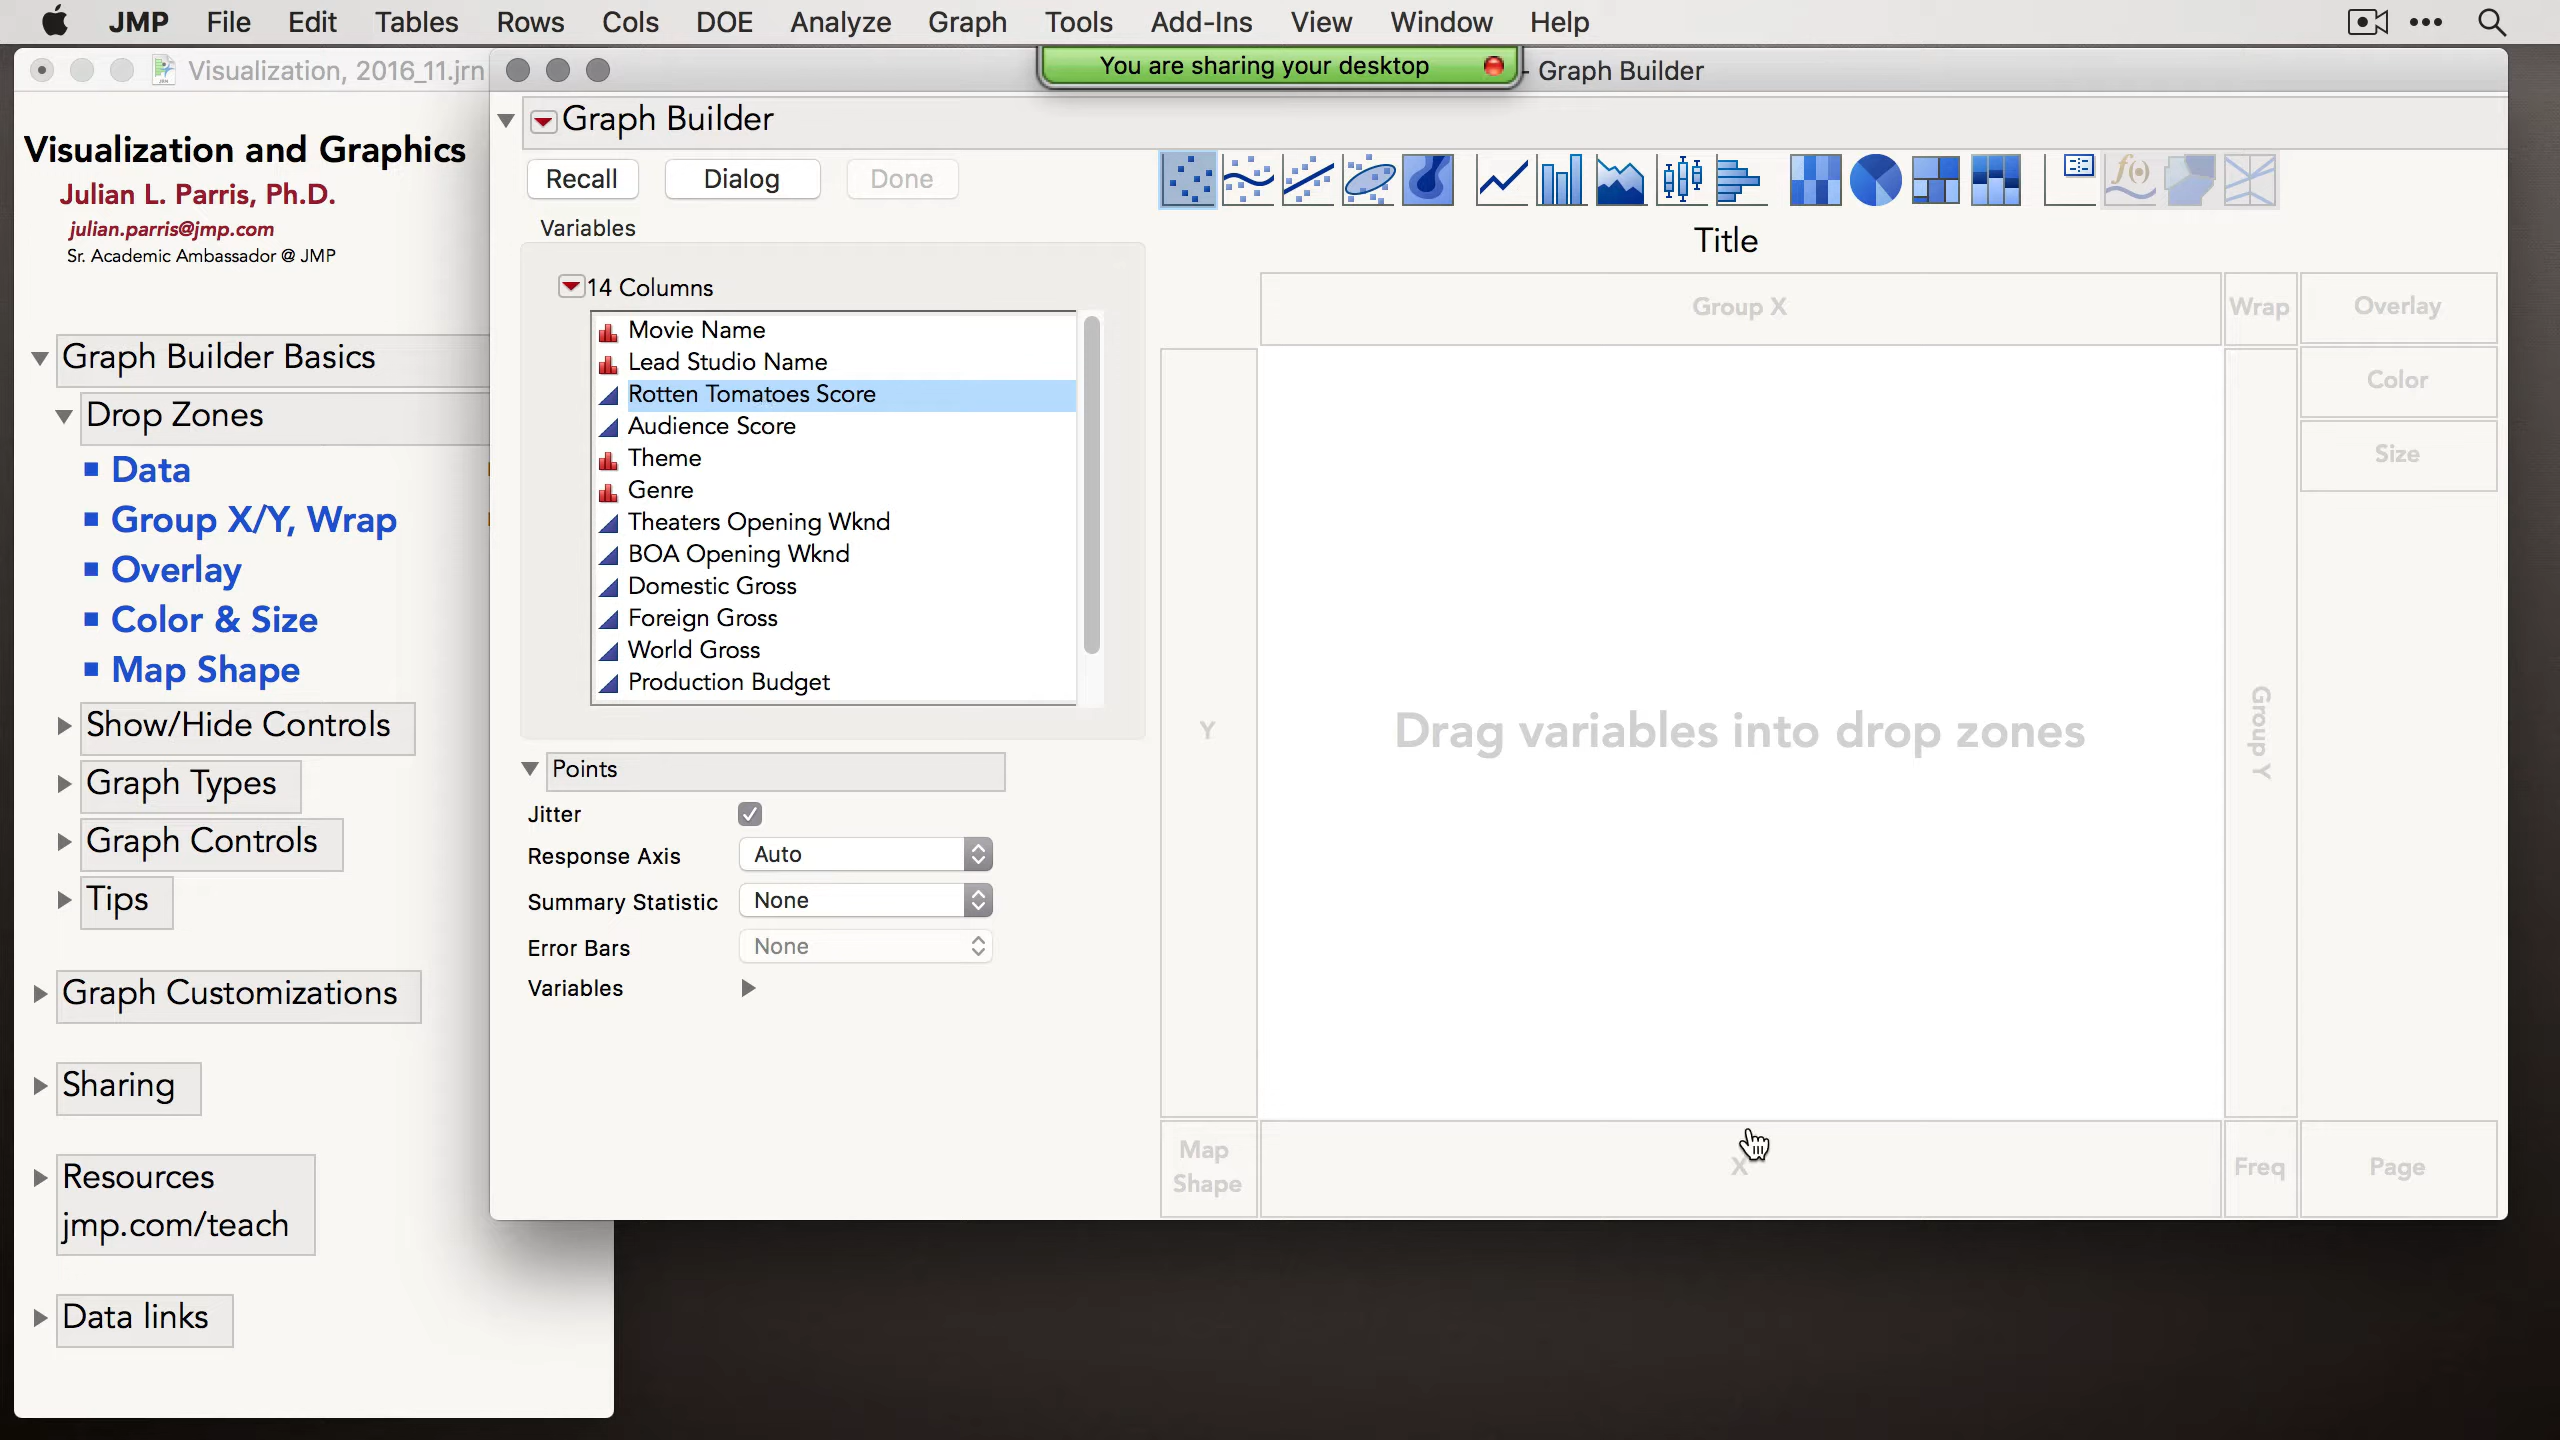 JMP File Edit Tables Rows Cols DOE Analyze Graph Tools Add-Ins View Window Help
You are sharing your desktop
Visualization, 2016_11.jrn
- Graph Builder
Visualization and Graphics
Julian L. Parris, Ph.D.
julian.parris@jmp.com
Sr. Academic Ambassador @ JMP
Graph Builder Basics
Drop Zones
Data
Group X/Y, Wrap
Overlay
Color & Size
Map Shape
Show/Hide Controls
Graph Types
Graph Controls
Tips
Graph Customizations
Sharing
Resources
jmp.com/teach
Data links
Graph Builder
Recall Dialog Done
Variables
14 Columns
Movie Name
Lead Studio Name
Rotten Tomatoes Score
Audience Score
Theme
Genre
Theaters Opening Wknd
BOA Opening Wknd
Domestic Gross
Foreign Gross
World Gross
Production Budget
Points
Jitter
Response Axis Auto
Summary Statistic None
Error Bars None
Variables
Title
Group X
Wrap
Overlay
Color
Size
Y
Drag variables into drop zones
Group Y
Map
Shape
X
Freq
Page